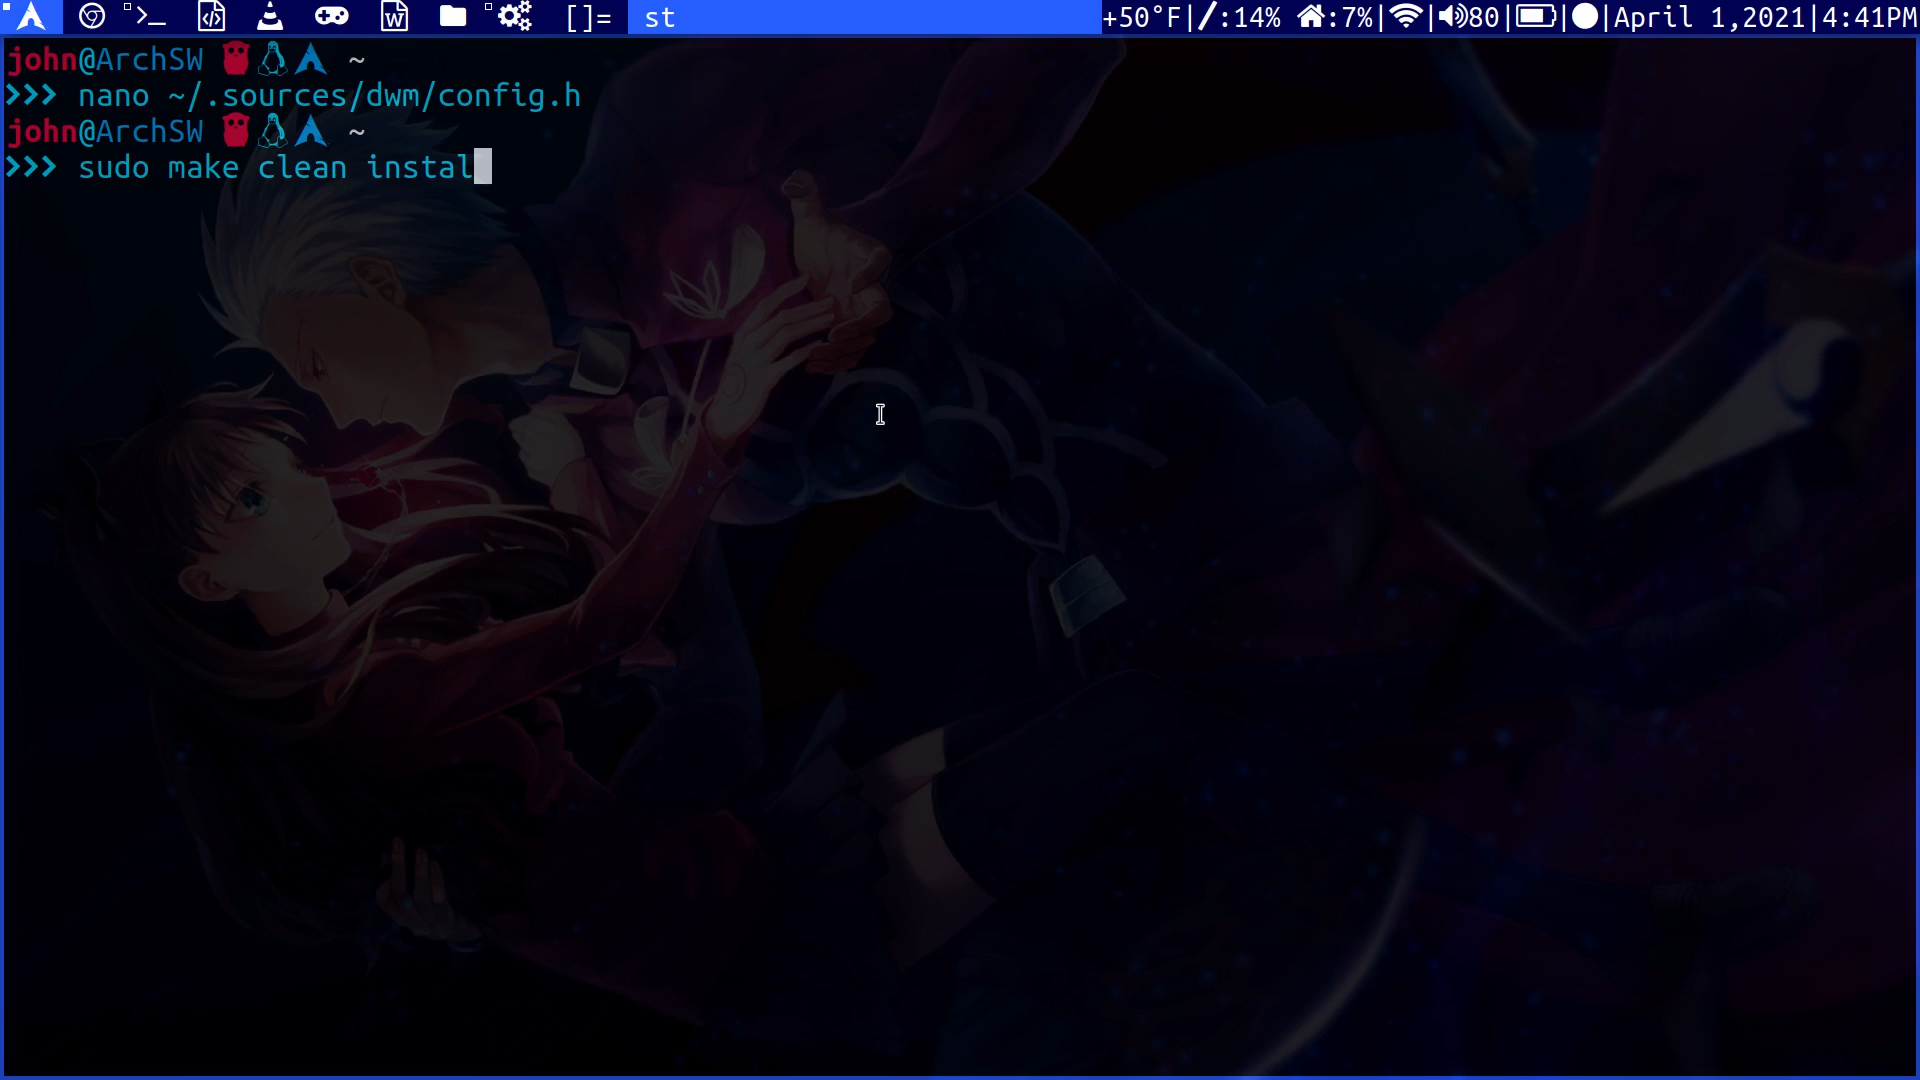 []= st +50°F|/:14% :7%| |80| | |April 1,2021|4:41PM
john@ArchSW ~
>>> nano ~/.sources/dwm/config.h
john@ArchSW ~
>>> sudo make clean instal